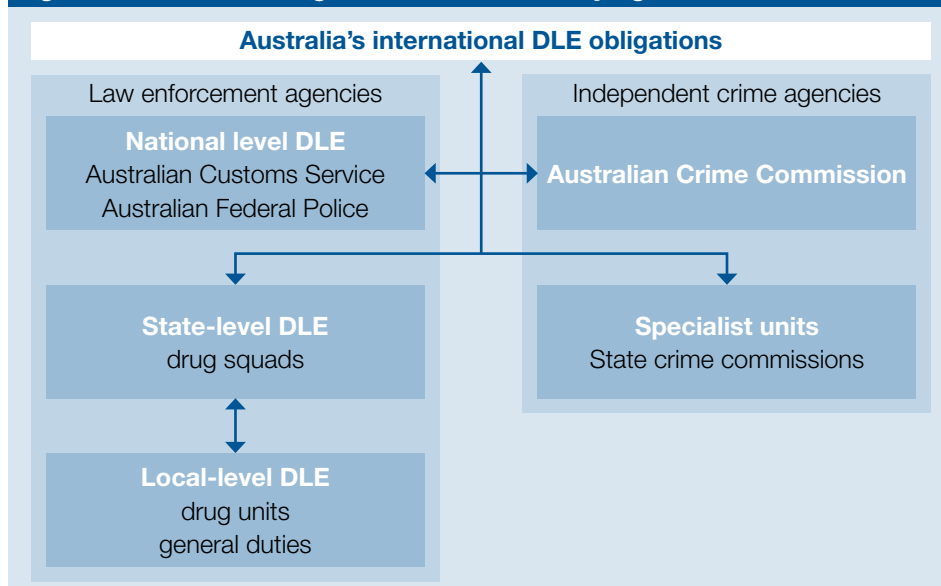 Australia's international DLE obligations
Law enforcement agencies
National level DLE
Australian Customs Service
Australian Federal Police
State-level DLE
drug squads
Local-level DLE
drug units
general duties
Independent crime agencies
Australian Crime Commission
Specialist units
State crime commissions